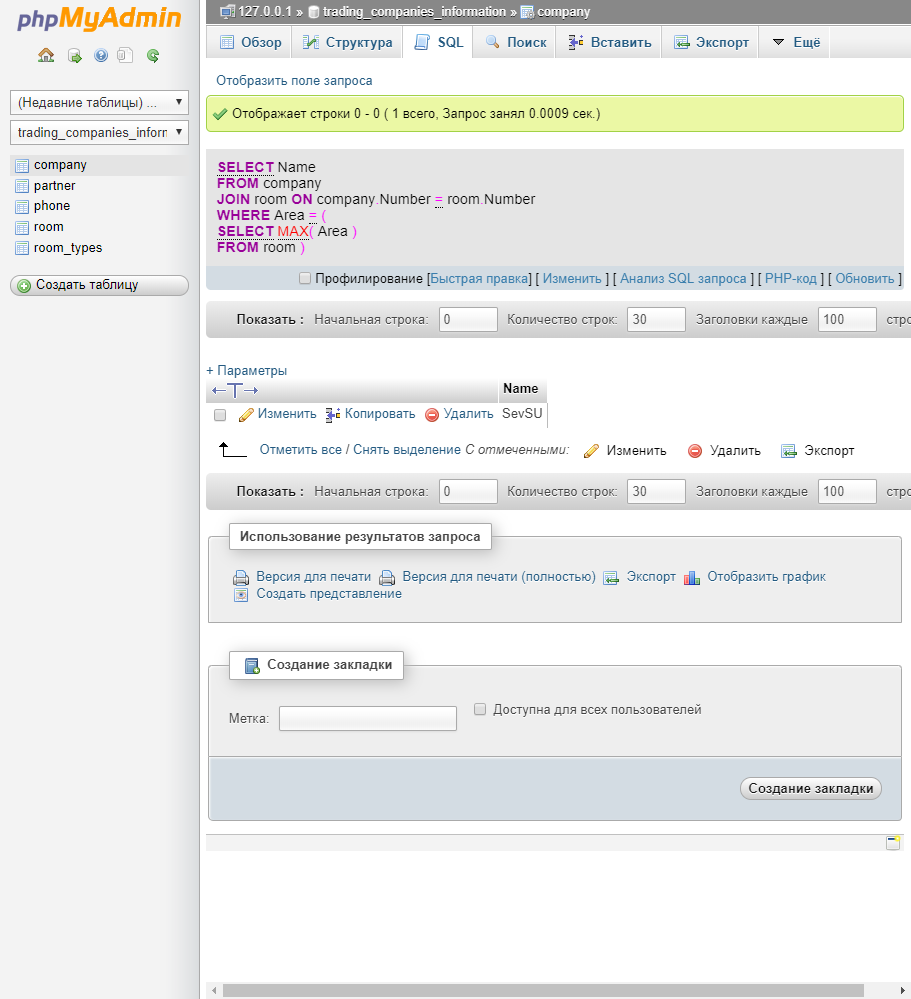 phpMyAdmin
(Недавние таблицы) ...
trading_companies_inform
company
partner
phone
room
room_types
Создать таблицу
127.0.0.1 » trading_companies_information » company
Обзор Структура SQL Поиск Вставить Экспорт Ещё
Отобразить поле запроса
Отображает строки 0 - 0 ( 1 всего, Запрос занял 0.0009 сек.)
SELECT Name
FROM company
JOIN room ON company.Number = room.Number
WHERE Area = (
SELECT MAX( Area )
FROM room )
Профилирование [Быстрая правка] [ Изменить ] [ Анализ SQL запроса ] [ PHP-код ] [ Обновить ]
Показать : Начальная строка: 0 Количество строк: 30 Заголовки каждые 100 стро
+ Параметры
←T→ Name
Изменить Копировать Удалить SevSU
Отметить все / Снять выделение С отмеченными: Изменить Удалить Экспорт
Показать : Начальная строка: 0 Количество строк: 30 Заголовки каждые 100 стро
Использование результатов запроса
Версия для печати Версия для печати (полностью) Экспорт Отобразить график
Создать представление
Создание закладки
Метка: Доступна для всех пользователей
Создание закладки